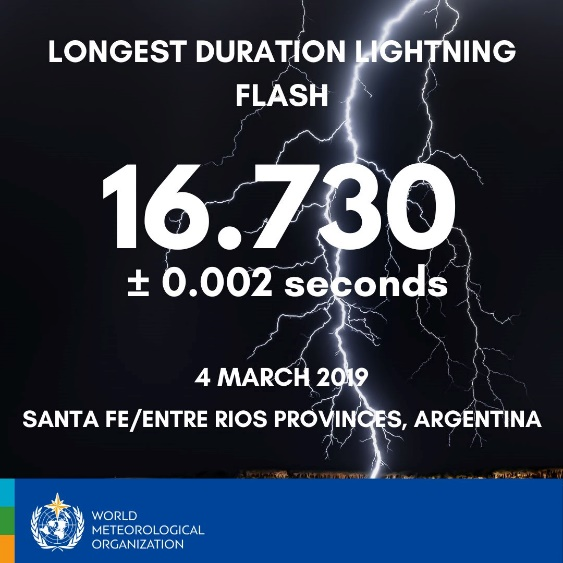 LONGEST DURATION LIGHTNING
FLASH
16.730
± 0.002 seconds
4 MARCH 2019
SANTA FE/ENTRE RIOS PROVINCES, ARGENTINA
WORLD
METEOROLOGICAL
ORGANIZATION